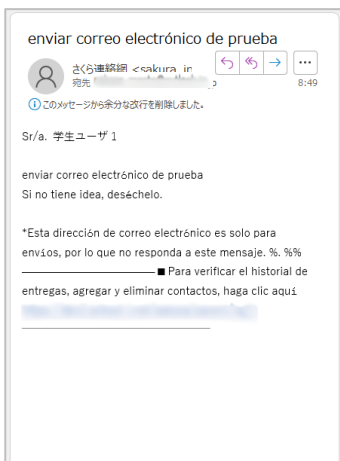 enviar correo electrónico de prueba
さくら連絡網 <sakura_in
宛先
8:49
このメッセージから余分な改行を削除しました。
Sr/a. 学生ユーザ 1
enviar correo electrónico de prueba
Si no tiene idea, deséchelo.
*Esta dirección de correo electrónico es solo para
envíos, por lo que no responda a este mensaje. %. %%
■ Para verificar el historial de
entregas, agregar y eliminar contactos, haga clic aquí